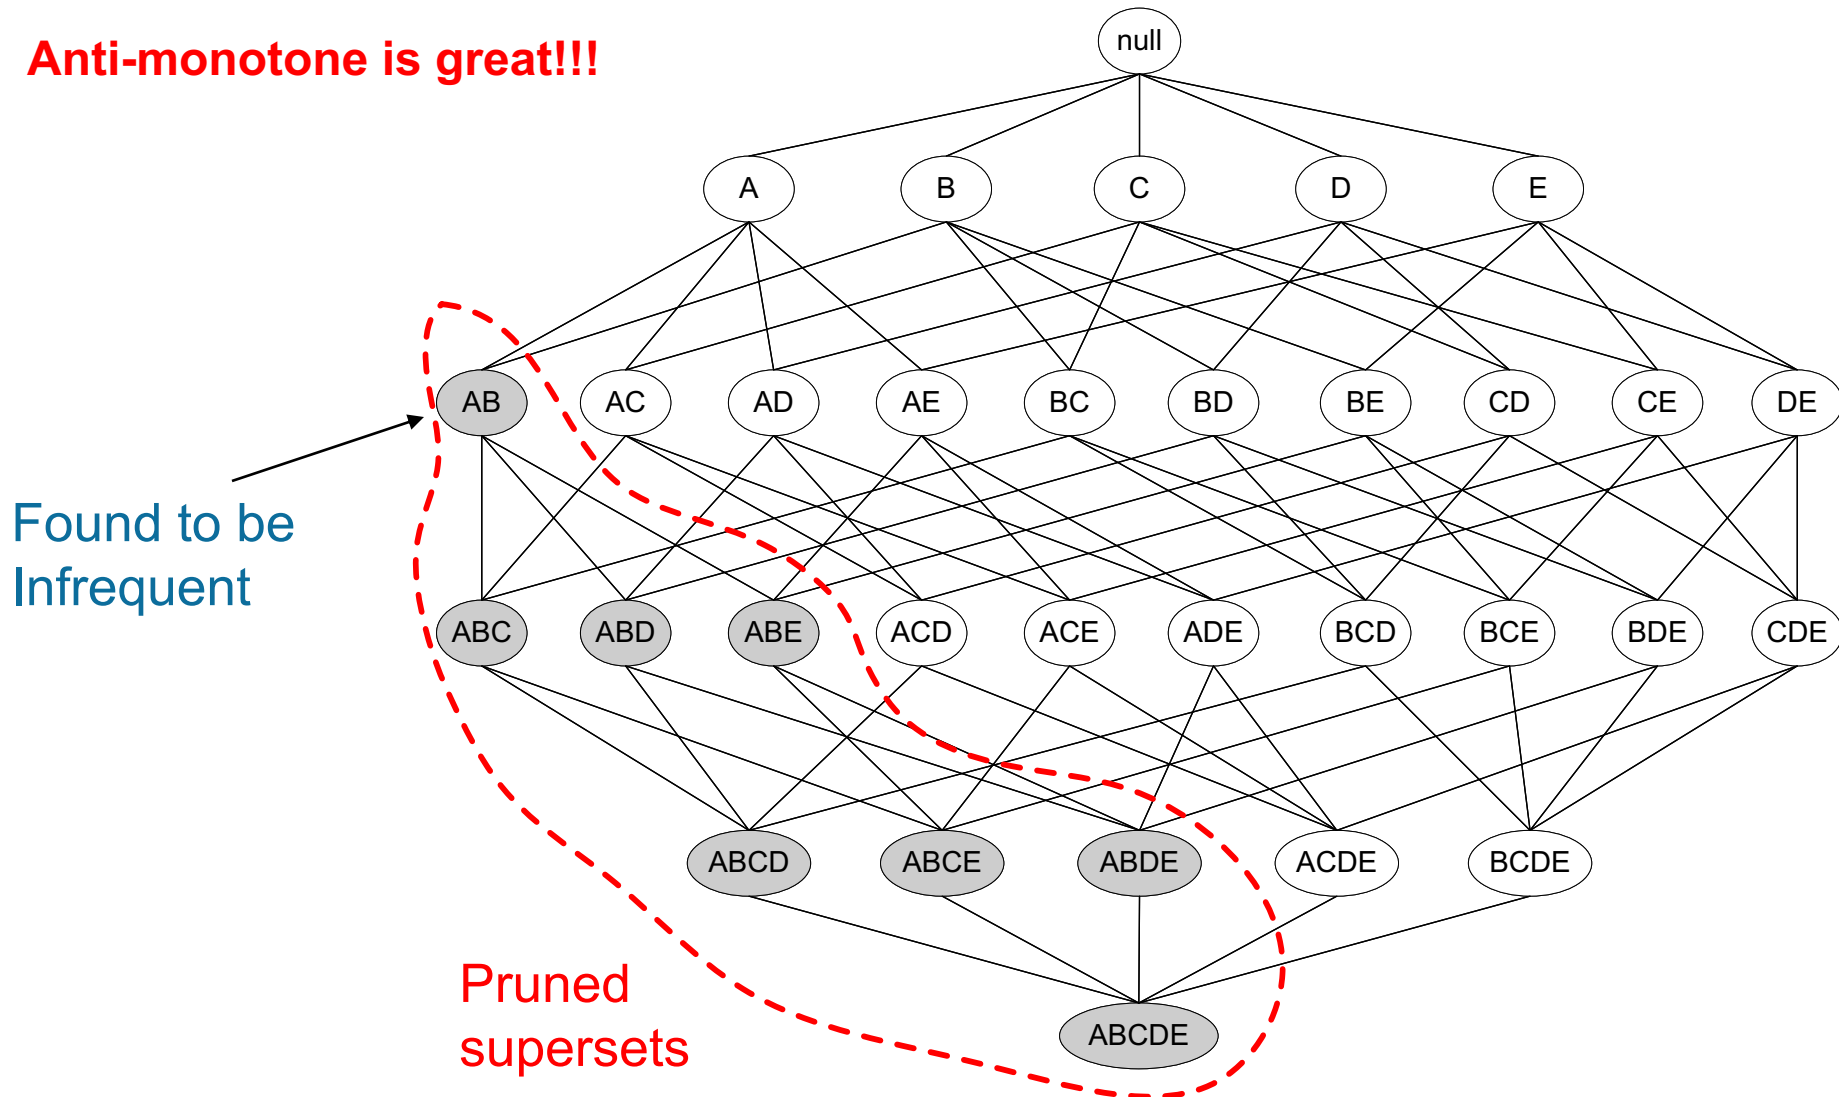 Anti-monotone is great!!!
null
A B C D E
AB AC AD AE BC BD BE CD CE DE
Found to be
Infrequent
ABC ABD ABE ACD ACE ADE BCD BCE BDE CDE
ABCD ABCE ABDE ACDE BCDE
Pruned
supersets
ABCDE